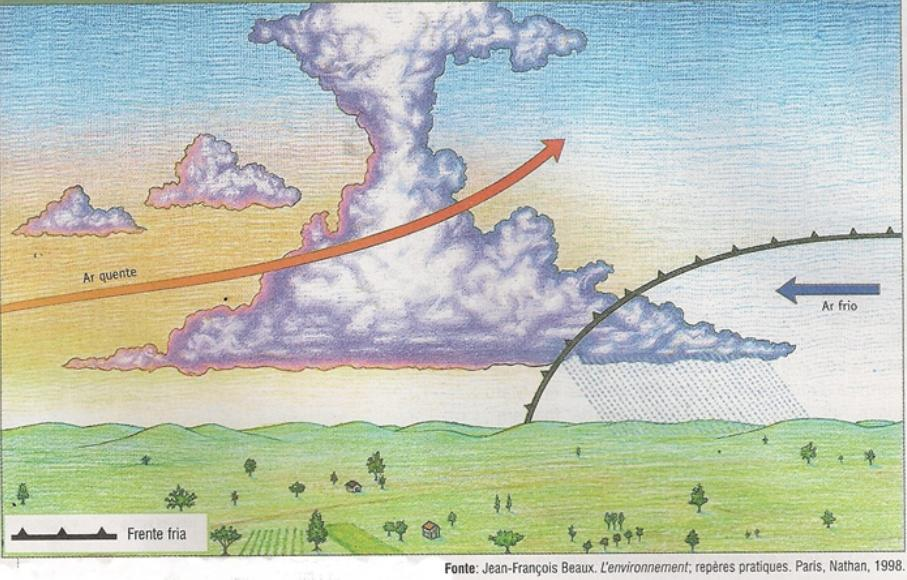 Ar quente
Ar frio
Frente fria
Fonte: Jean-François Beaux. L'environnement; repères pratiques. Paris, Nathan, 1998.